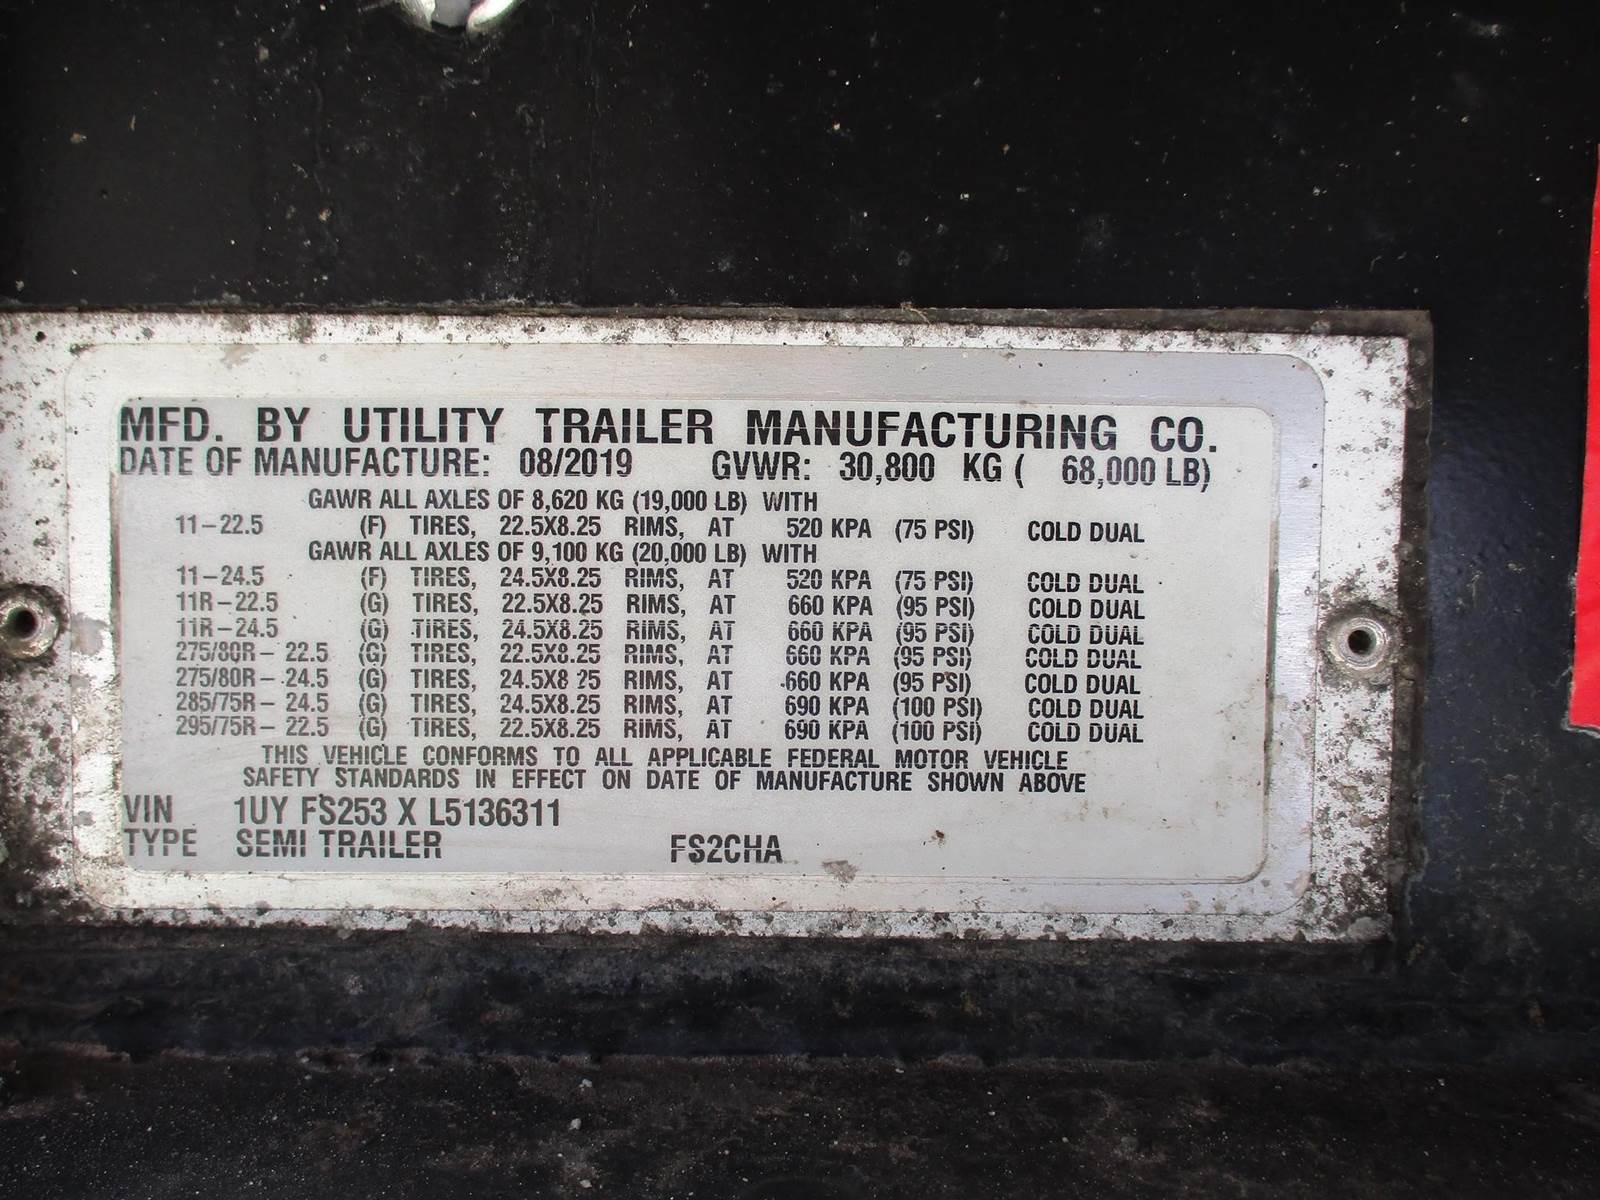 MFD. BY UTILITY TRAILER MANUFACTURING CO.
DATE OF MANUFACTURE: 08/2019 GVWR: 30,800 KG ( 68,000 LB)
GAWR ALL AXLES OF 8,620 KG (19,000 LB) WITH
11-22.5 (F) TIRES, 22.5X8.25 RIMS, AT 520 KPA (75 PSI) COLD DUAL
GAWR ALL AXLES OF 9,100 KG (20,000 LB) WITH
11-24.5 (F) TIRES, 24.5X8.25 RIMS, AT 520 KPA (75 PSI) COLD DUAL
11R-22.5 (G) TIRES, 22.5X8.25 RIMS, AT 660 KPA (95 PSI) COLD DUAL
11R-24.5 (G) TIRES, 24.5X8.25 RIMS, AT 660 KPA (95 PSI) COLD DUAL
275/80R- 22.5 (G) TIRES, 22.5X8.25 RIMS, AT 660 KPA (95 PSI) COLD DUAL
275/80R- 24.5 (G) TIRES, 24.5X8.25 RIMS, AT 660 KPA (95 PSI) COLD DUAL
285/75R- 24.5 (G) TIRES, 24.5X8.25 RIMS, AT 690 KPA (100 PSI) COLD DUAL
295/75R- 22.5 (G) TIRES, 22.5X8.25 RIMS, AT 690 KPA (100 PSI) COLD DUAL
THIS VEHICLE CONFORMS TO ALL APPLICABLE FEDERAL MOTOR VEHICLE
SAFETY STANDARDS IN EFFECT ON DATE OF MANUFACTURE SHOWN ABOVE
VIN 1UY FS253 X L5136311
TYPE SEMI TRAILER FS2CHA